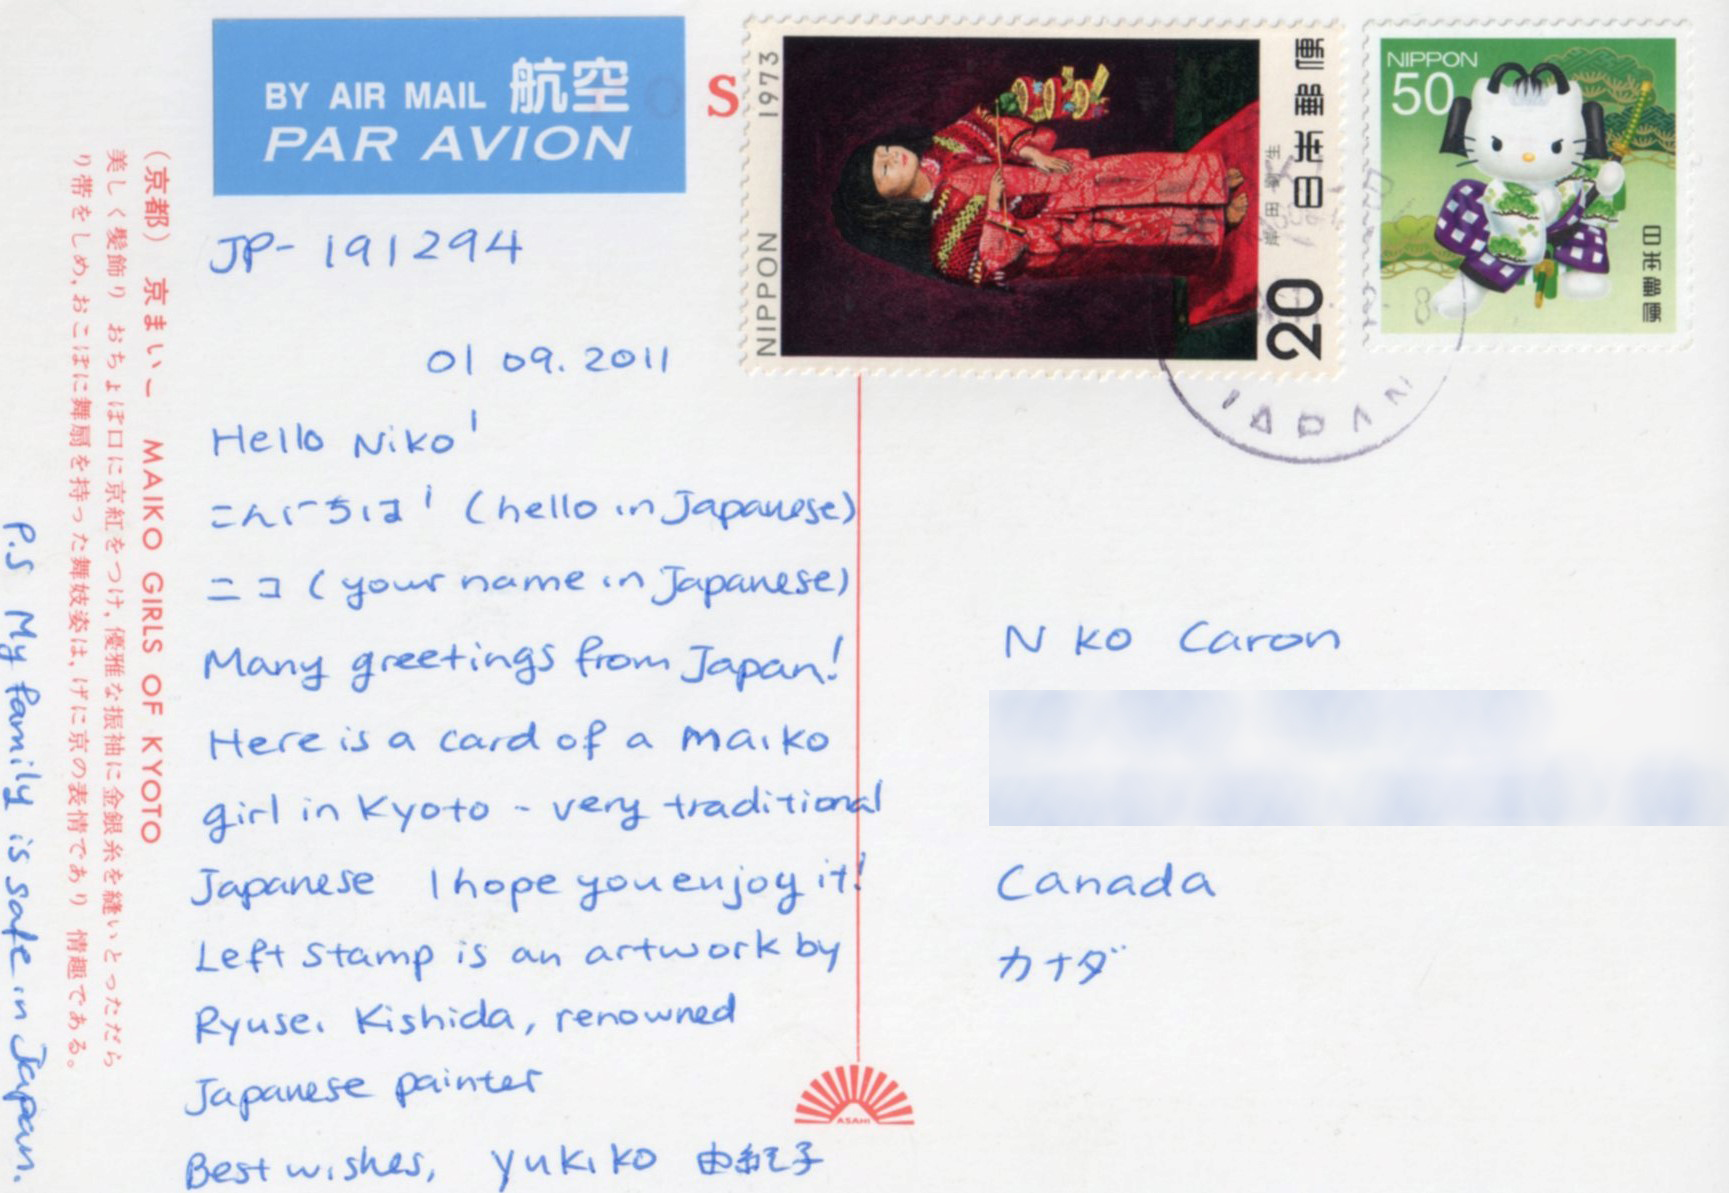 BY AIR MAIL 航空
PAR AVION
S
NIPPON 1973
日本郵便
20
NIPPON
50
日本郵便
JAPAN
JP-191294
01 09. 2011
Hello Niko!
こんにちは! (hello in Japanese)
ニコ (your name in Japanese)
Many greetings from Japan!
Here is a card of a maiko
girl in Kyoto - very traditional
Japanese I hope you enjoy it!
Left stamp is an artwork by
Ryusei Kishida, renowned
Japanese painter
Best wishes, Yukiko 由紀子
P.S My family is safe in Japan.
N ko Caron
Canada
カナダ
(京都) 京まい- MAIKO GIRLS OF KYOTO
美しく髪飾り おちょぼ口に京紅をつけ,優雅な振袖に金銀糸を縫いとっただら
り帯をしめ,おこぼに舞扇を持った舞妓姿は,げに京の表情であり 情趣である。
ASAHI